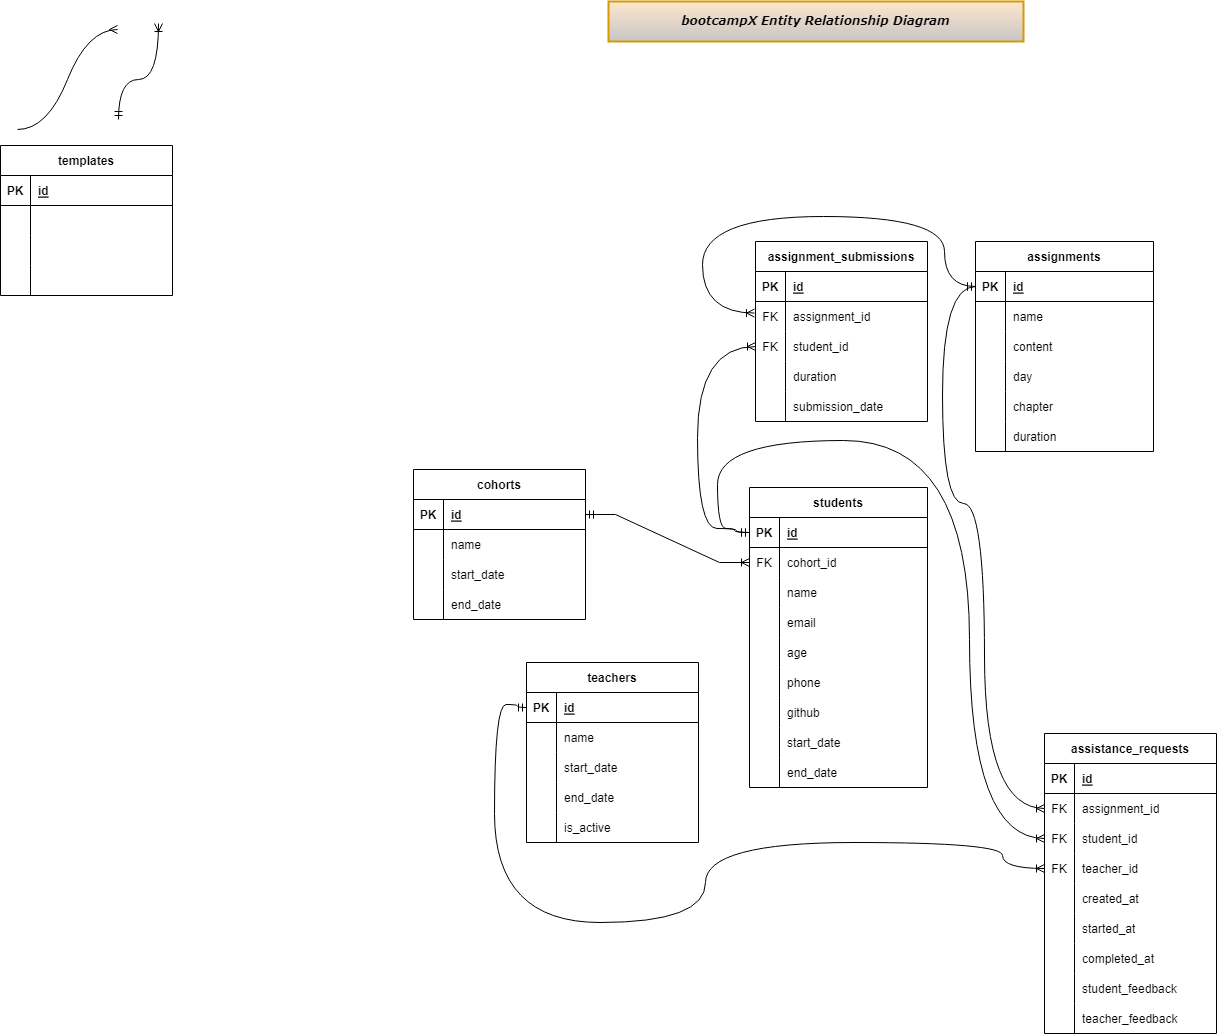 bootcampX Entity Relationship Diagram
templates
PK id
assignment_submissions
PK id
FK assignment_id
FK student_id
duration
submission_date
assignments
PK id
name
content
day
chapter
duration
cohorts
PK id
name
start_date
end_date
students
PK id
FK cohort_id
name
email
age
phone
github
start_date
end_date
teachers
PK id
name
start_date
end_date
is_active
assistance_requests
PK id
FK assignment_id
FK student_id
FK teacher_id
created_at
started_at
completed_at
student_feedback
teacher_feedback